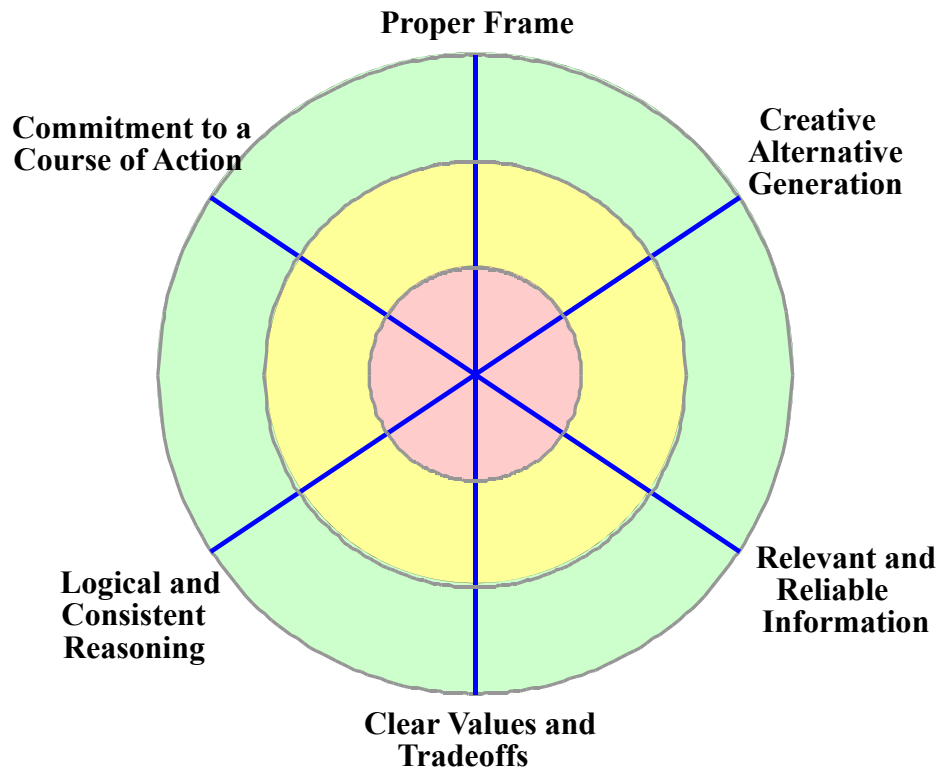 Proper Frame
Creative
Alternative
Generation
Relevant and
Reliable
Information
Clear Values and
Tradeoffs
Logical and
Consistent
Reasoning
Commitment to a
Course of Action